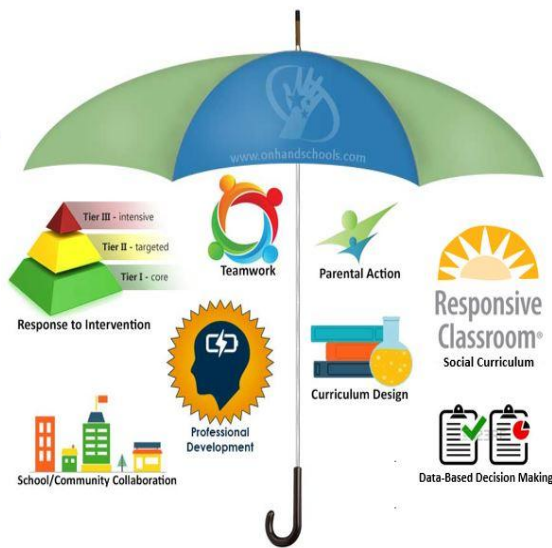 www.onhandschools.com
Tier III - intensive
Tier II - targeted
Tier I - core
Response to Intervention
Teamwork
Parental Action
Responsive
Classroom®
Social Curriculum
Professional
Development
Curriculum Design
School/Community Collaboration
Data-Based Decision Making